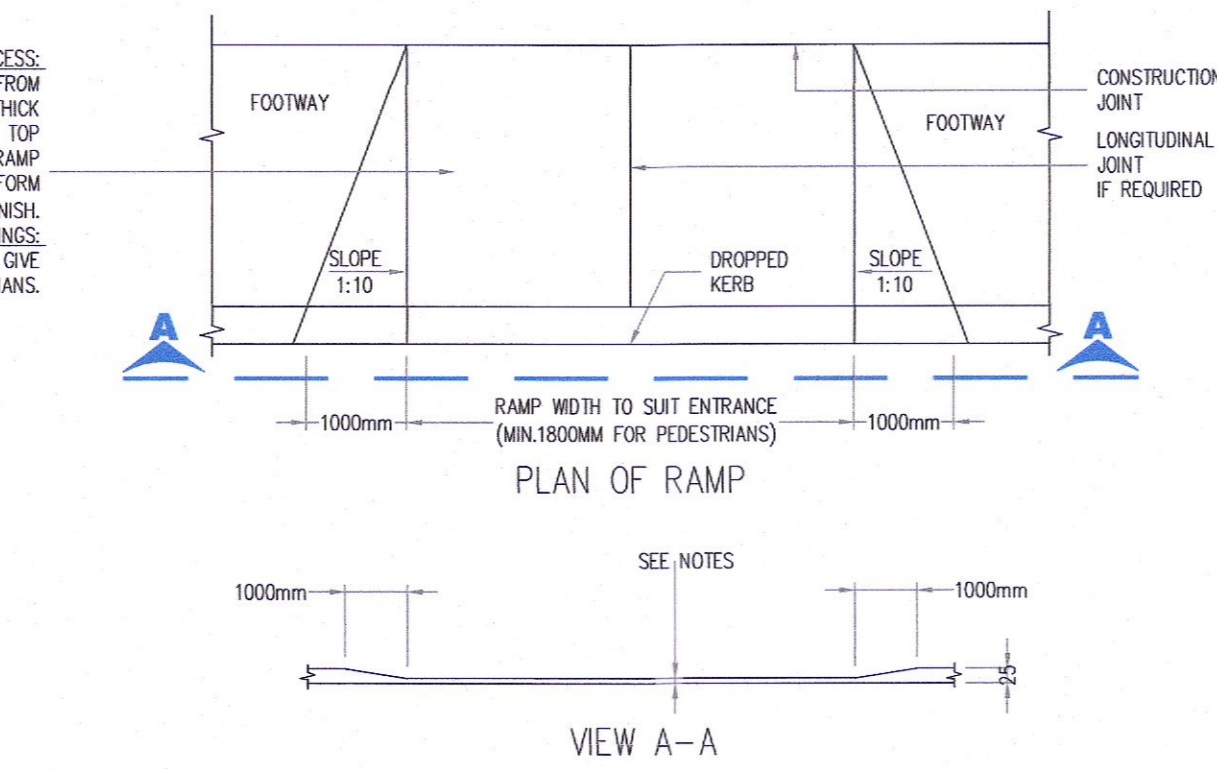 CESS:
FROM
THICK
TOP
RAMP
FORM
NISH.
INGS:
GIVE
IANS.
FOOTWAY
FOOTWAY
CONSTRUCTION
JOINT
LONGITUDINAL
JOINT
IF REQUIRED
SLOPE
1:10
DROPPED
KERB
SLOPE
1:10
A
A
1000mm
RAMP WIDTH TO SUIT ENTRANCE
(MIN.1800MM FOR PEDESTRIANS)
1000mm
PLAN OF RAMP
SEE NOTES
1000mm
1000mm
25
VIEW A-A